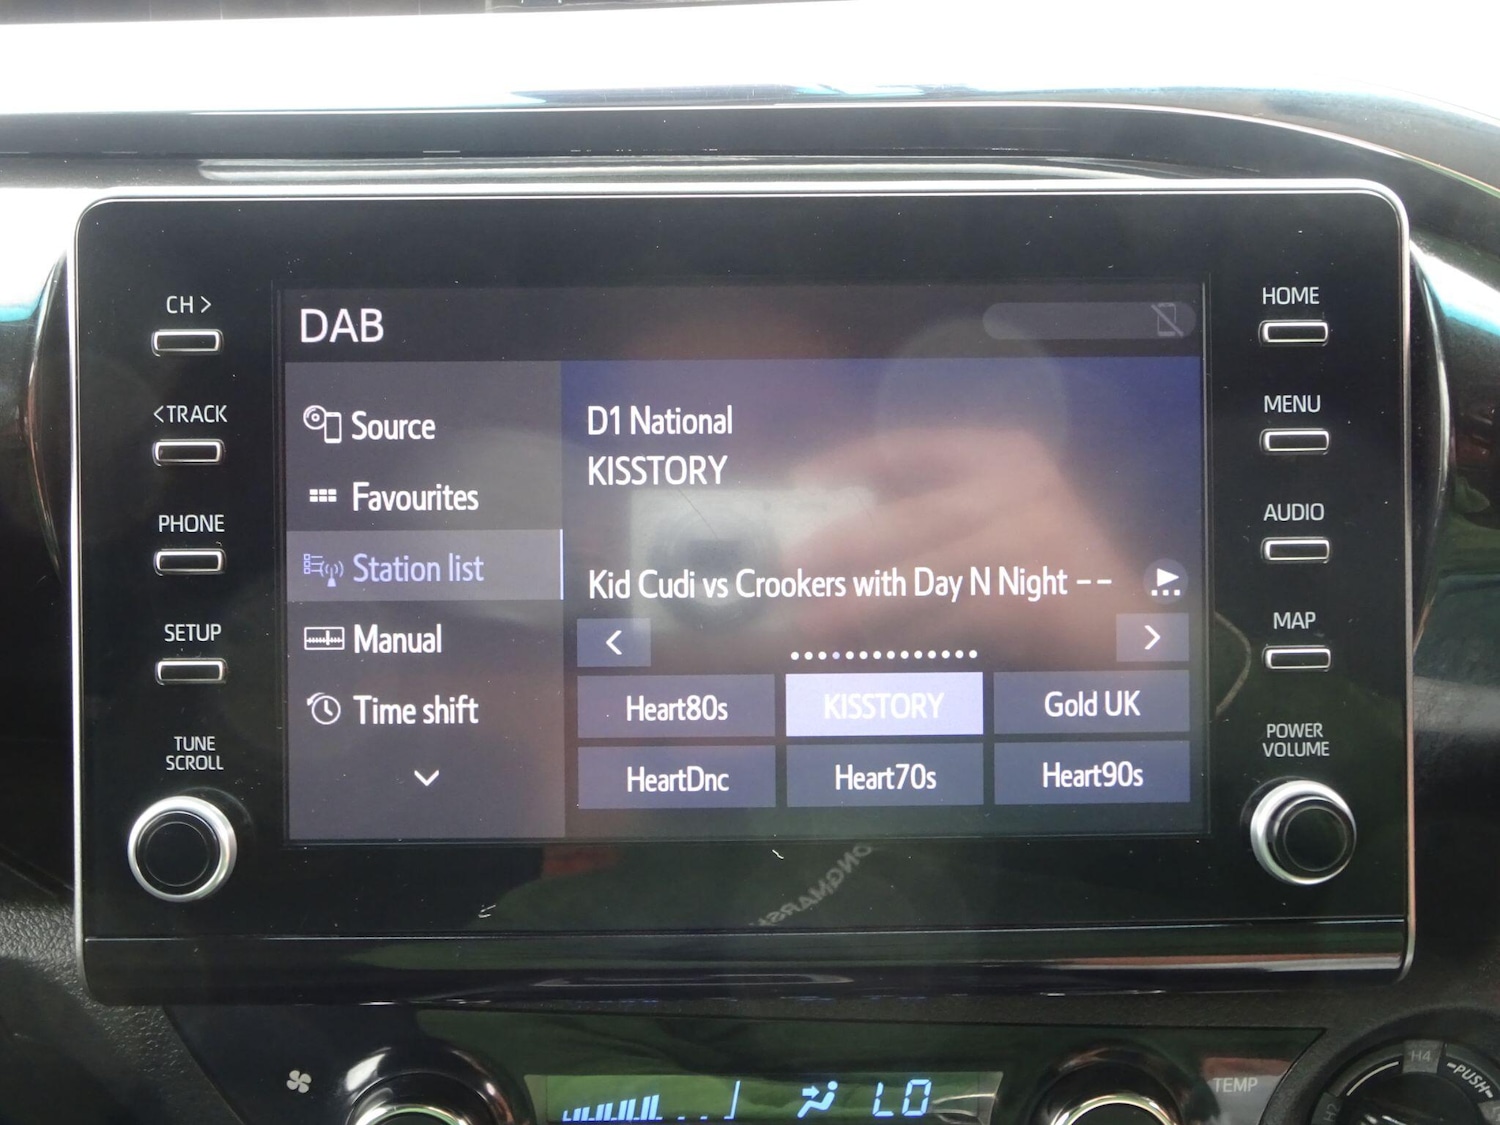 DAB
CH >
<TRACK
PHONE
SETUP
TUNE
SCROLL
Source
Favourites
Station list
Manual
Time shift
D1 National
KISSTORY
Kid Cudi vs Crookers with Day N Night --
Heart80s
KISSTORY
Gold UK
HeartDnc
Heart70s
Heart90s
HOME
MENU
AUDIO
MAP
POWER
VOLUME
LO
TEMP
H4
-PUSH-
H2